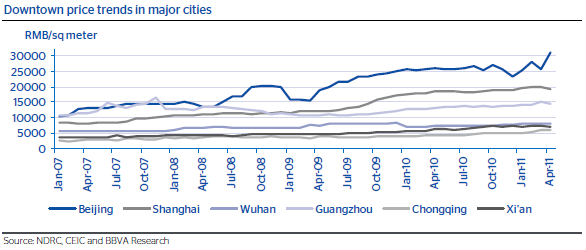 Downtown price trends in major cities
RMB/sq meter
30000
25000
20000
15000
10000
5000
0
Jan-07
Apr-07
Jul-07
Oct-07
Jan-08
Apr-08
Jul-08
Oct-08
Jan-09
Apr-09
Jul-09
Oct-09
Jan-10
Apr-10
Jul-10
Oct-10
Jan-11
Apr-11
Beijing Shanghai Wuhan Guangzhou Chongqing Xi'an
Source: NDRC, CEIC and BBVA Research